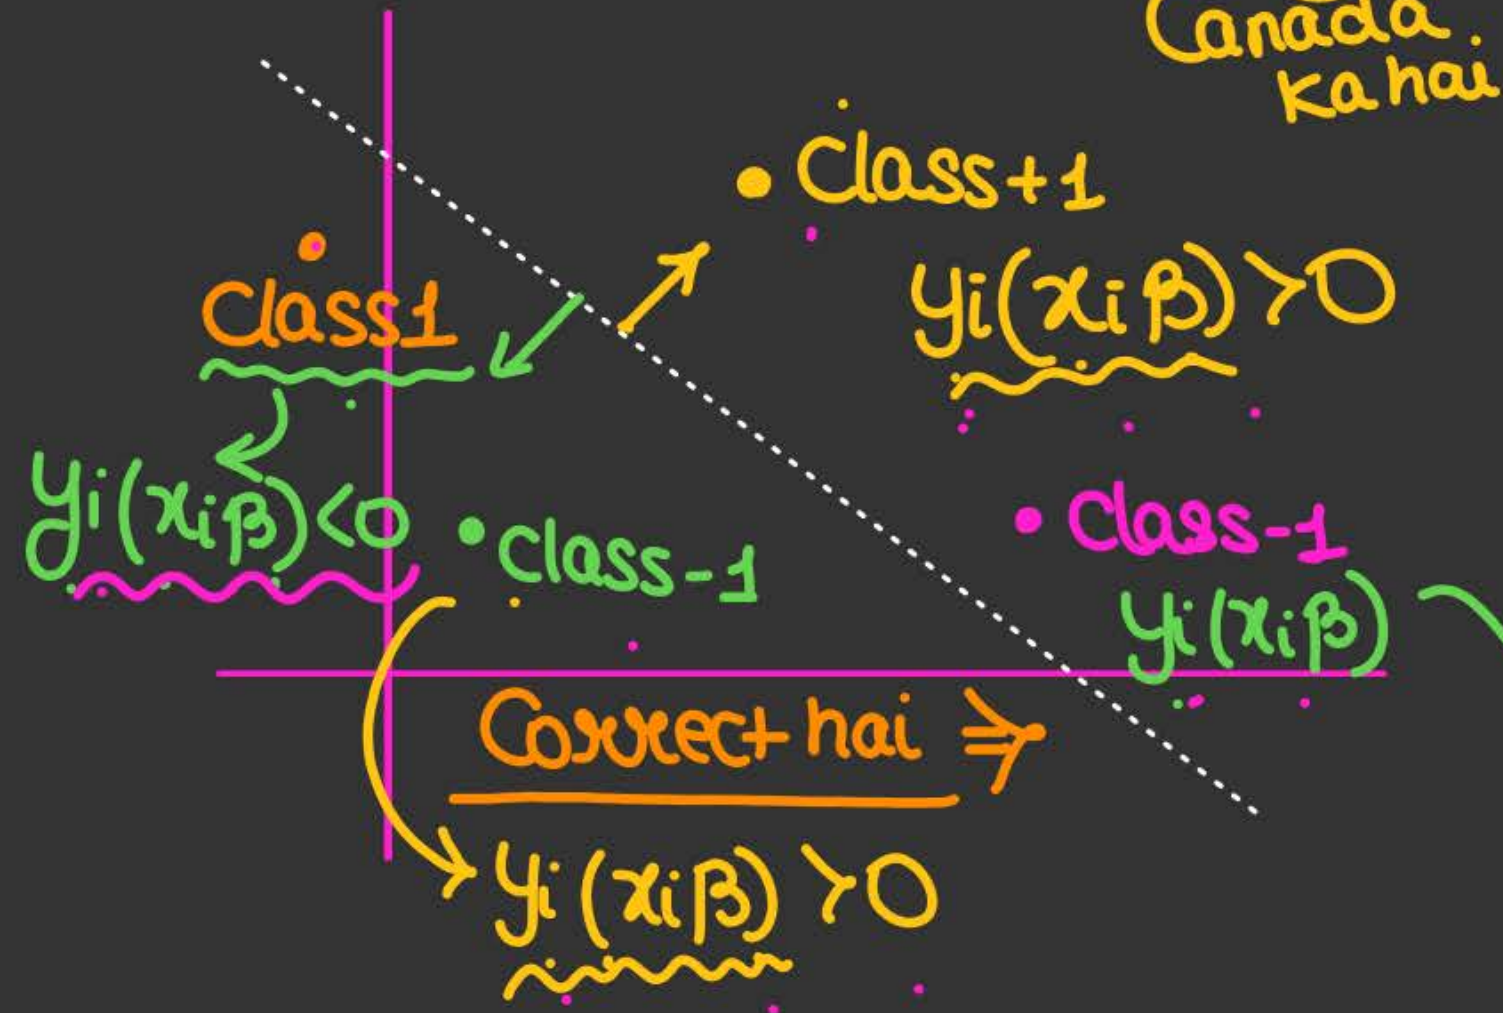 Canada.
ka hai
Class+1
yi(xiβ)>0
Class1
yi(xiβ)<0
class-1
Class-1
yi(xiβ)
Correct hai ⇒
yi(xiβ)>0